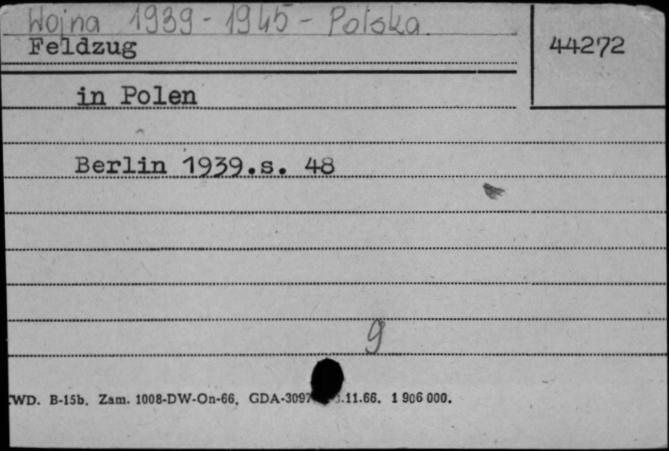 Wojna 1939-1945 - Polska.
Feldzug
44272
in Polen
Berlin 1939.s. 48
9
WD. B-15b. Zam. 1008-DW-On-66. GDA-3097 .11.66. 1 906 000.